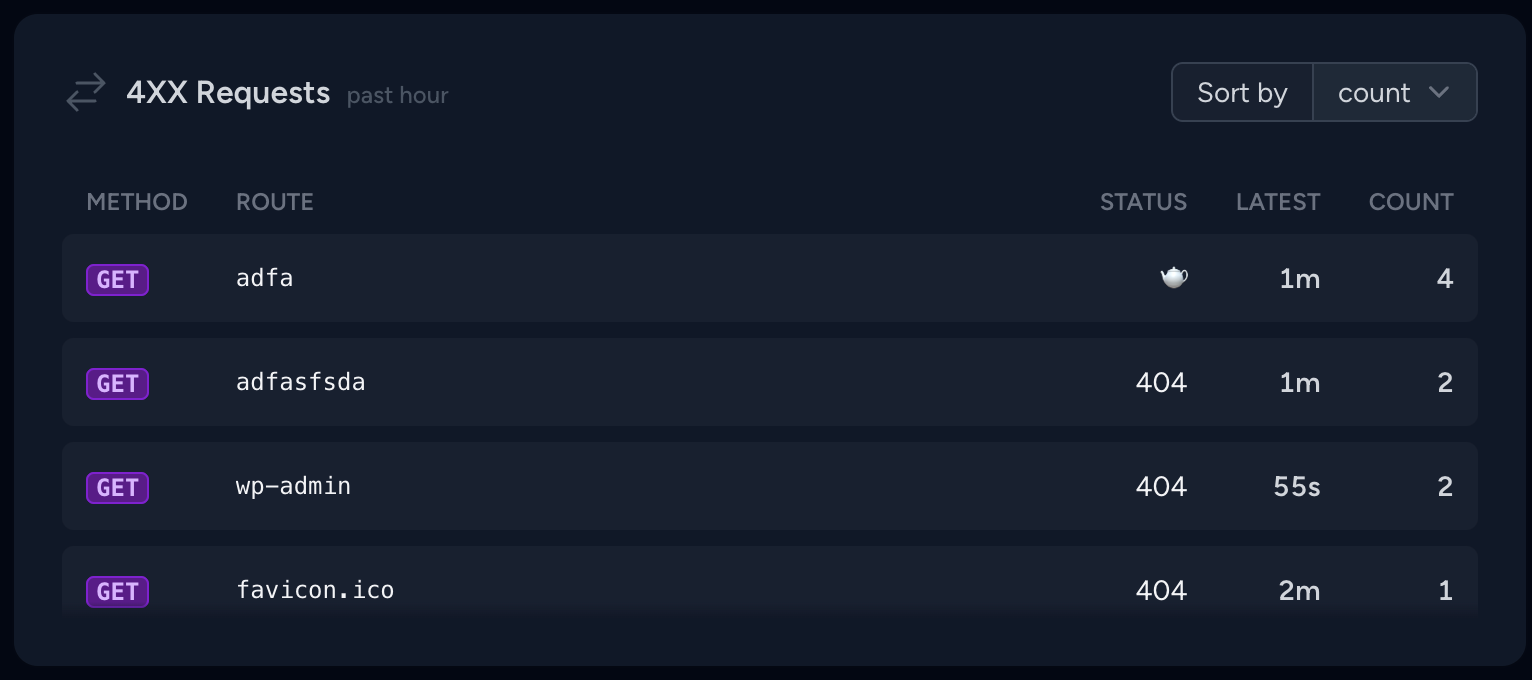 4XX Requests past hour Sort by count
METHOD ROUTE STATUS LATEST COUNT
GET adfa 🫖 1m 4
GET adfasfsda 404 1m 2
GET wp-admin 404 55s 2
GET favicon.ico 404 2m 1